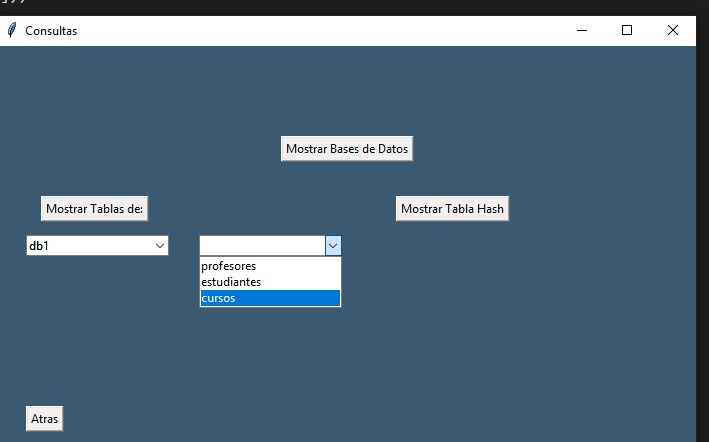 Consultas
Mostrar Bases de Datos
Mostrar Tablas de:
Mostrar Tabla Hash
db1
profesores
estudiantes
cursos
Atras